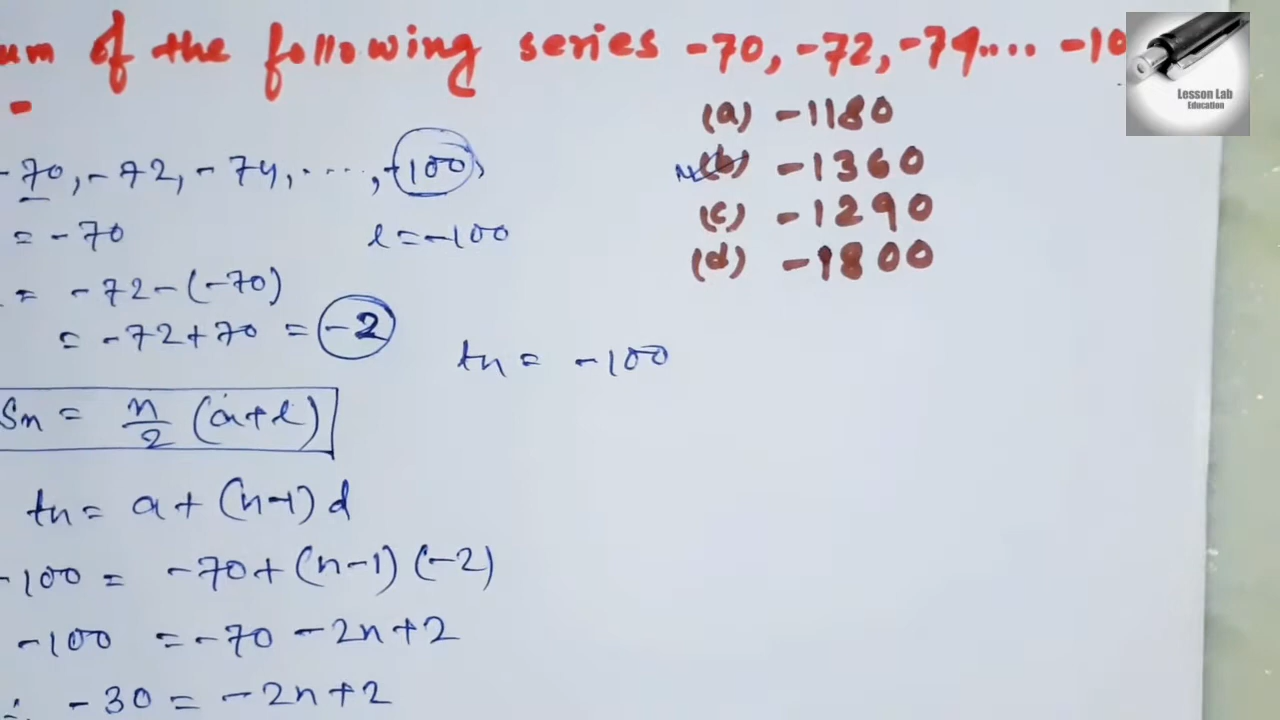 um of the following series -70, -72, -74.... -10
Lesson Lab
Education
(a) -1180
(b) -1360
(c) -1290
(d) -1800
-70, -72, -74, ...., -100,
= -70
l = -100
= -72-(-70)
= -72+70 = -2
tn = -100
Sn = n/2 (a+l)
tn = a+(n-1)d
-100 = -70+(n-1)(-2)
-100 = -70 -2n+2
∴ -30 = -2n+2